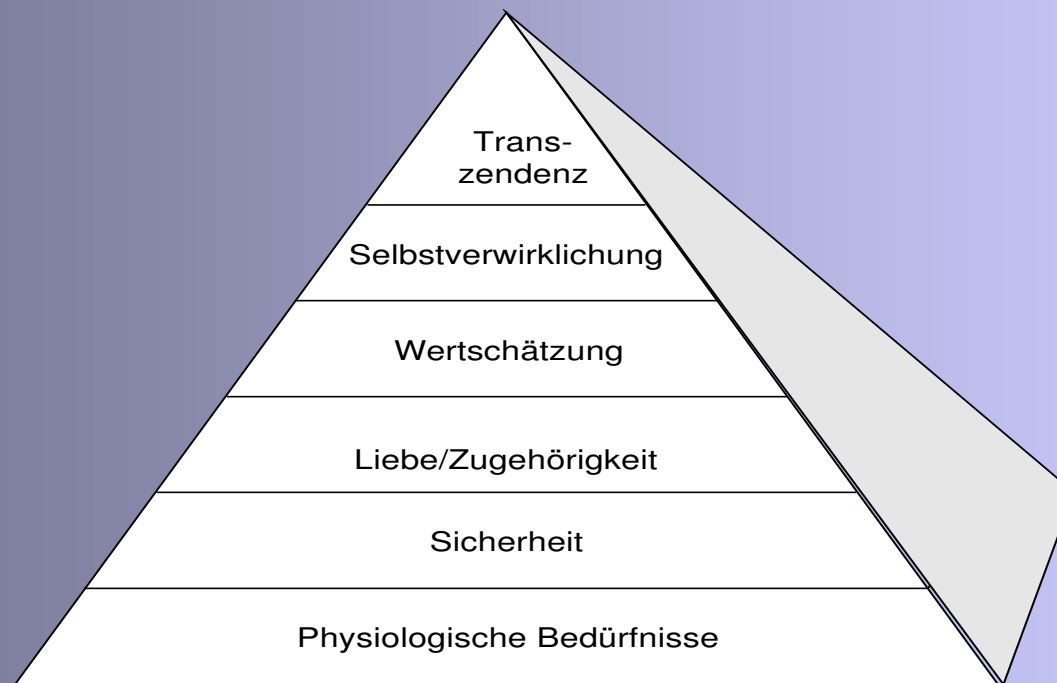 Trans-
zendenz
Selbstverwirklichung
Wertschätzung
Liebe/Zugehörigkeit
Sicherheit
Physiologische Bedürfnisse